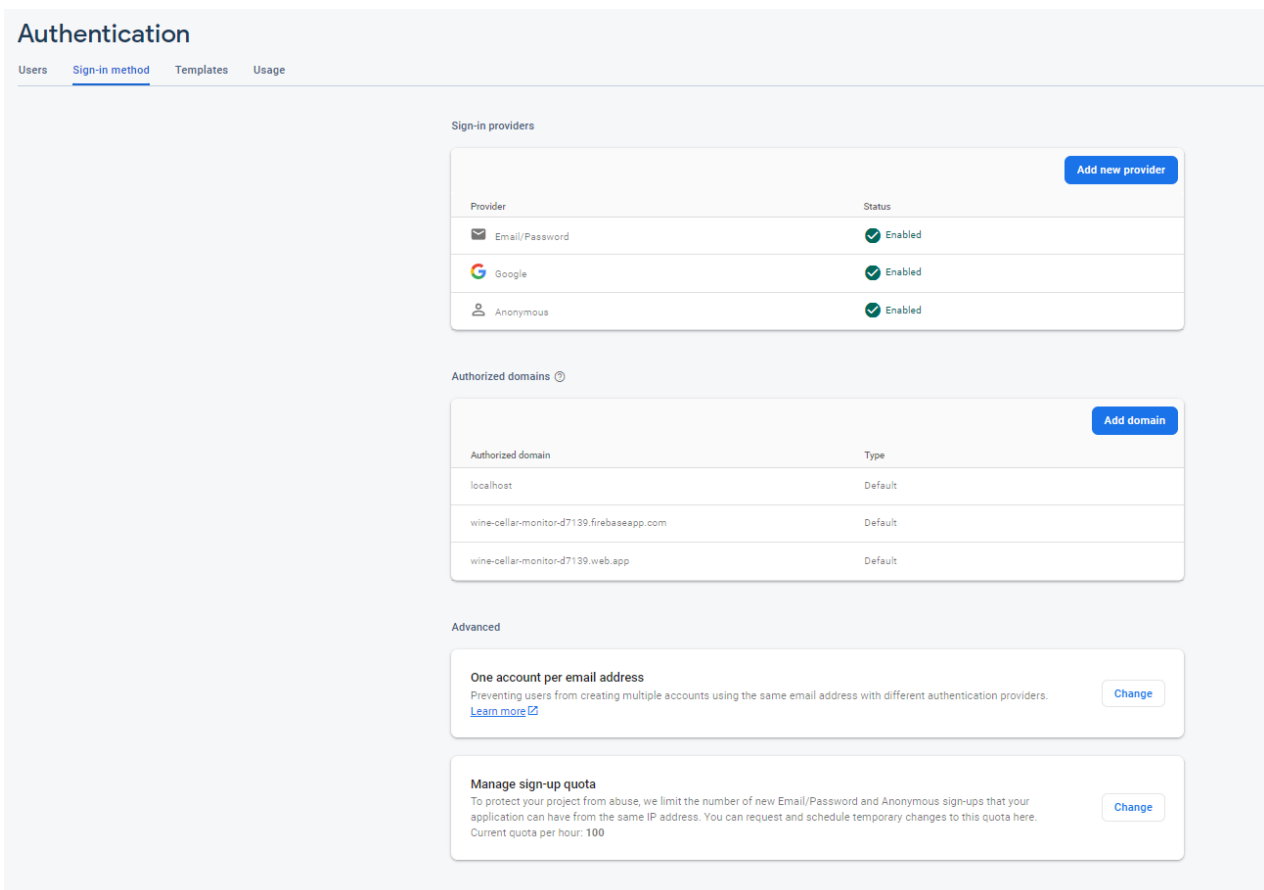 Authentication
Users Sign-in method Templates Usage
Sign-in providers
Add new provider
Provider Status
Email/Password Enabled
Google Enabled
Anonymous Enabled
Authorized domains
Add domain
Authorized domain Type
localhost Default
wine-cellar-monitor-d7139.firebaseapp.com Default
wine-cellar-monitor-d7139.web.app Default
Advanced
One account per email address
Preventing users from creating multiple accounts using the same email address with different authentication providers.
Learn more
Change
Manage sign-up quota
To protect your project from abuse, we limit the number of new Email/Password and Anonymous sign-ups that your
application can have from the same IP address. You can request and schedule temporary changes to this quota here.
Current quota per hour: 100
Change